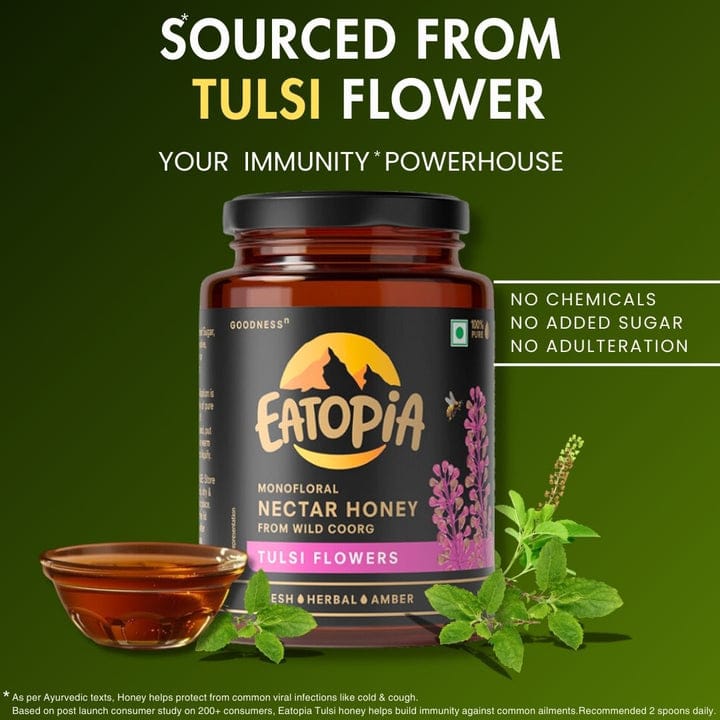 *
SOURCED FROM
TULSI FLOWER
YOUR IMMUNITY*POWERHOUSE
NO CHEMICALS
NO ADDED SUGAR
NO ADULTERATION
GOODNESSⁿ
100%
PURE
EATOPIA
MONOFLORAL
NECTAR HONEY
FROM WILD COORG
TULSI FLOWERS
ESH HERBAL AMBER
* As per Ayurvedic texts, Honey helps protect from common viral infections like cold & cough.
Based on post launch consumer study on 200+ consumers, Eatopia Tulsi honey helps build immunity against common ailments.Recommended 2 spoons daily.